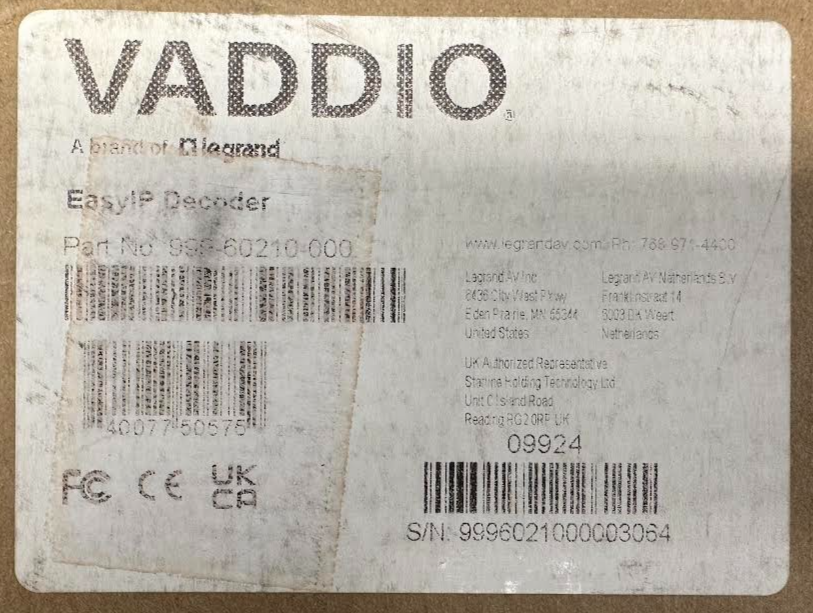 VADDIO®
A brand of legrand
EasyIP Decoder
Part No 999-60210-000
40077 50575
FC CE UK CA
www.legrandav.com Ph: 763-971-4400
Legrand AV Inc Legrand AV Netherlands B.V
6436 City West Pkwy Franklinstraat 14
Eden Prairie, MN 55344 6003 DK Weert
United States Netherlands
UK Authorized Representative
Starline Holding Technology Ltd
Unit C Island Road
Reading RG2 0RP UK
09924
S/N: 9996021000003064